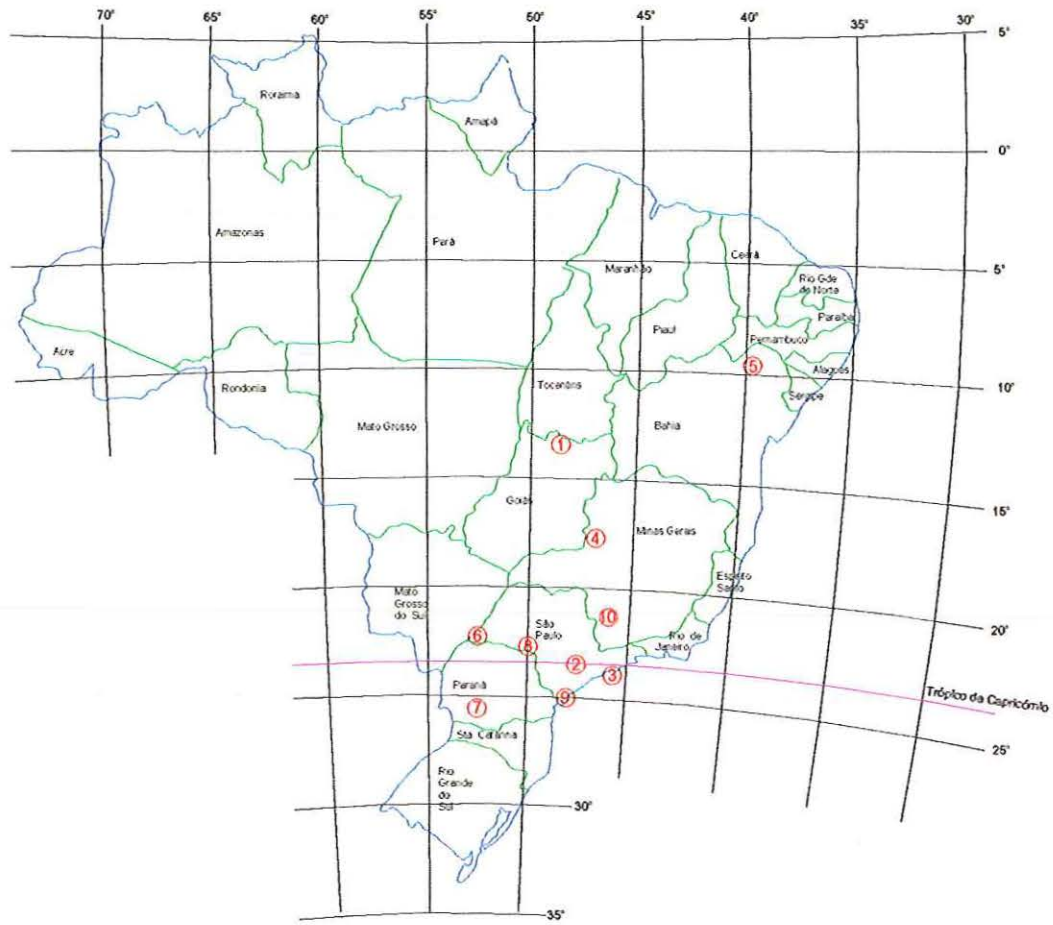 70°
65°
60°
55°
50°
45°
40°
35°
30°
5°
Roraima
Amapá
0°
Amazonas
Pará
Maranhão
Ceará
5°
Rio Gde
do Norte
Paraíba
Piauí
Pernambuco
Acre
5
Alagoas
Rondonia
Tocantins
10°
Sergipe
Mato Grosso
Bahia
1
Goiás
15°
4
Minas Gerais
Espírito
Santo
Mato
Grosso
do Sul
10
São
Paulo
20°
6
8
Rio de
Janeiro
2
3
Paraná
9
Trópico da Capricórnio
7
Sta Catarina
25°
Rio
Grande
do
Sul
30°
35°